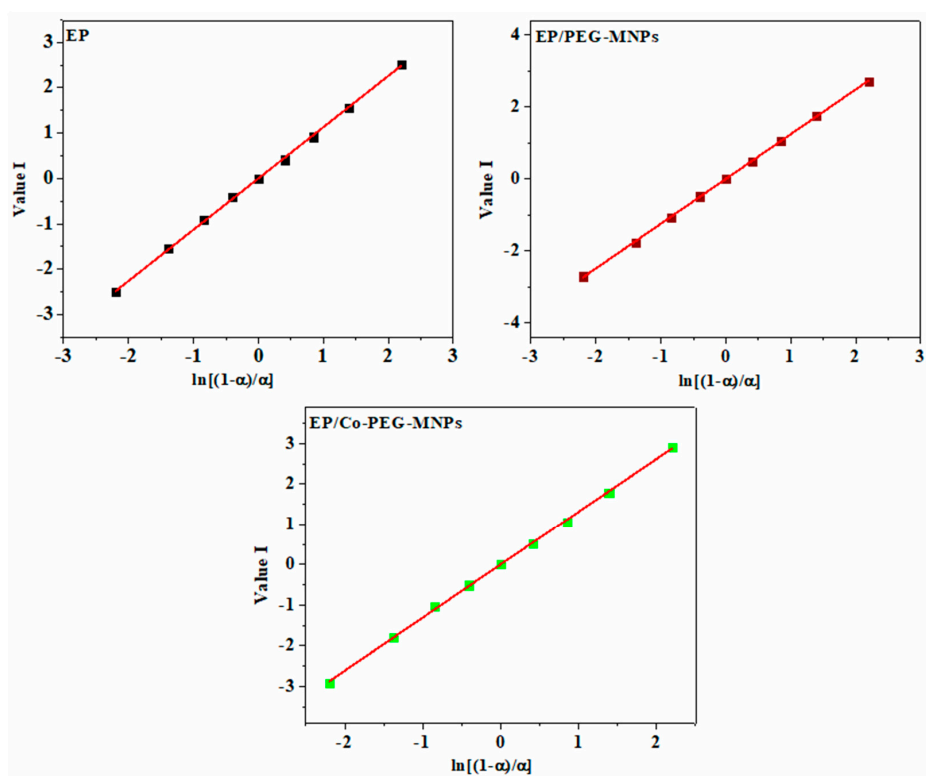 EP
3
2
1
0
-1
-2
-3
Value I
-3 -2 -1 0 1 2 3
ln[(1-α)/α]
EP/PEG-MNPs
4
2
0
-2
-4
Value I
-3 -2 -1 0 1 2 3
ln[(1-α)/α]
EP/Co-PEG-MNPs
3
2
1
0
-1
-2
-3
Value I
-2 -1 0 1 2
ln[(1-α)/α]